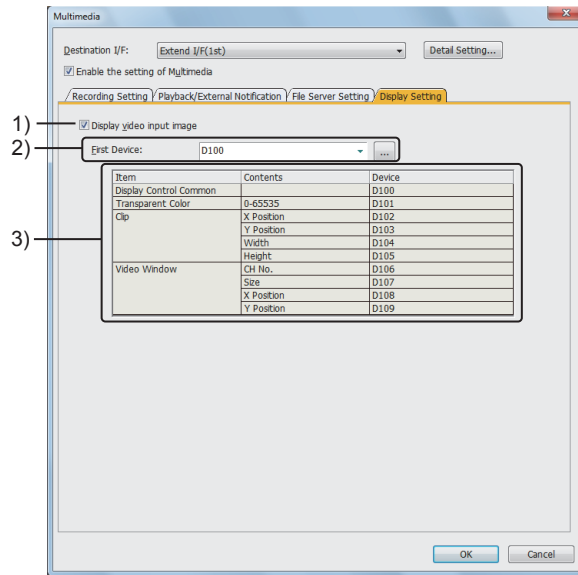 Multimedia
Destination I/F: Extend I/F(1st) Detail Setting...
Enable the setting of Multimedia
Recording Setting Playback/External Notification File Server Setting Display Setting
1) Display video input image
2) First Device: D100 ...
3)
Item Contents Device
Display Control Common D100
Transparent Color 0-65535 D101
Clip X Position D102
Y Position D103
Width D104
Height D105
Video Window CH No. D106
Size D107
X Position D108
Y Position D109
OK Cancel